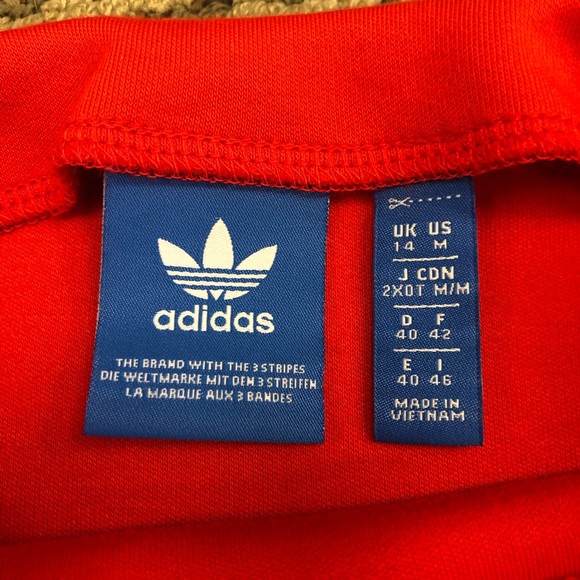 adidas
THE BRAND WITH THE 3 STRIPES
DIE WELTMARKE MIT DEN 3 STREIFEN
LA MARQUE AUX 3 BANDES
UK US
14 M
J CDN
2XOT M/M
D F
40 42
E I
40 46
MADE IN
VIETNAM